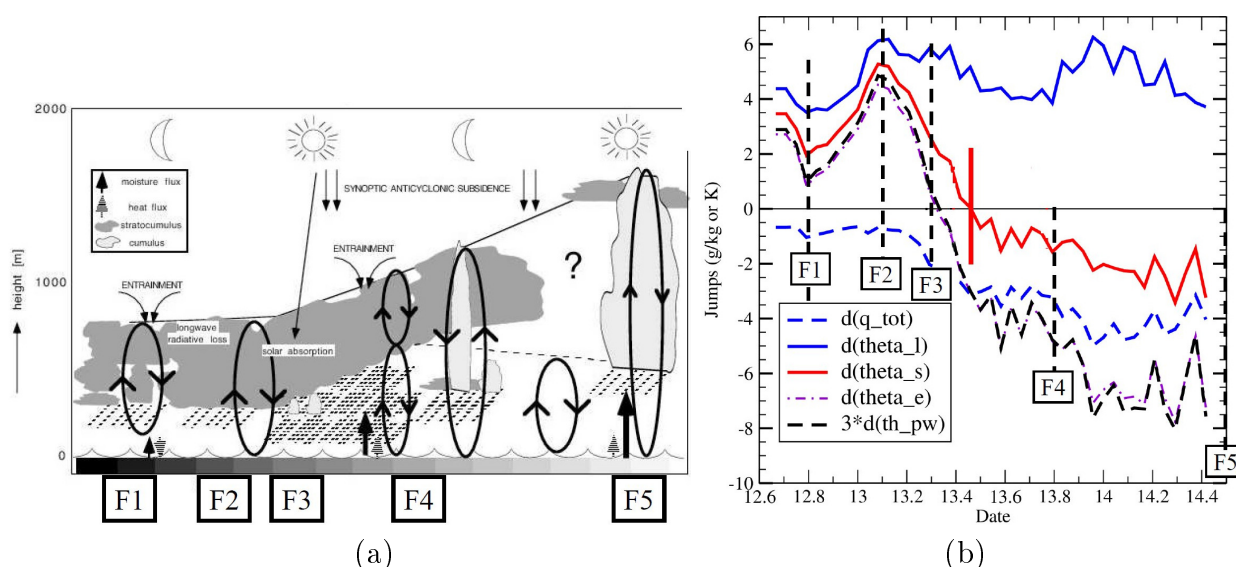 2000
1000
0
height [m]
moisture flux
heat flux
stratocumulus
cumulus
SYNOPTIC ANTICYCLONIC SUBSIDENCE
ENTRAINMENT
ENTRAINMENT
longwave
radiative loss
solar absorption
?
F1 F2 F3 F4 F5
(a)
Jumps (g/kg or K)
6
4
2
0
-2
-4
-6
-8
-10
F1
F2
F3
F4
F5
d(q_tot)
d(theta_l)
d(theta_s)
d(theta_e)
3*d(th_pw)
12.6 12.8 13 13.2 13.4 13.6 13.8 14 14.2 14.4
Date
(b)